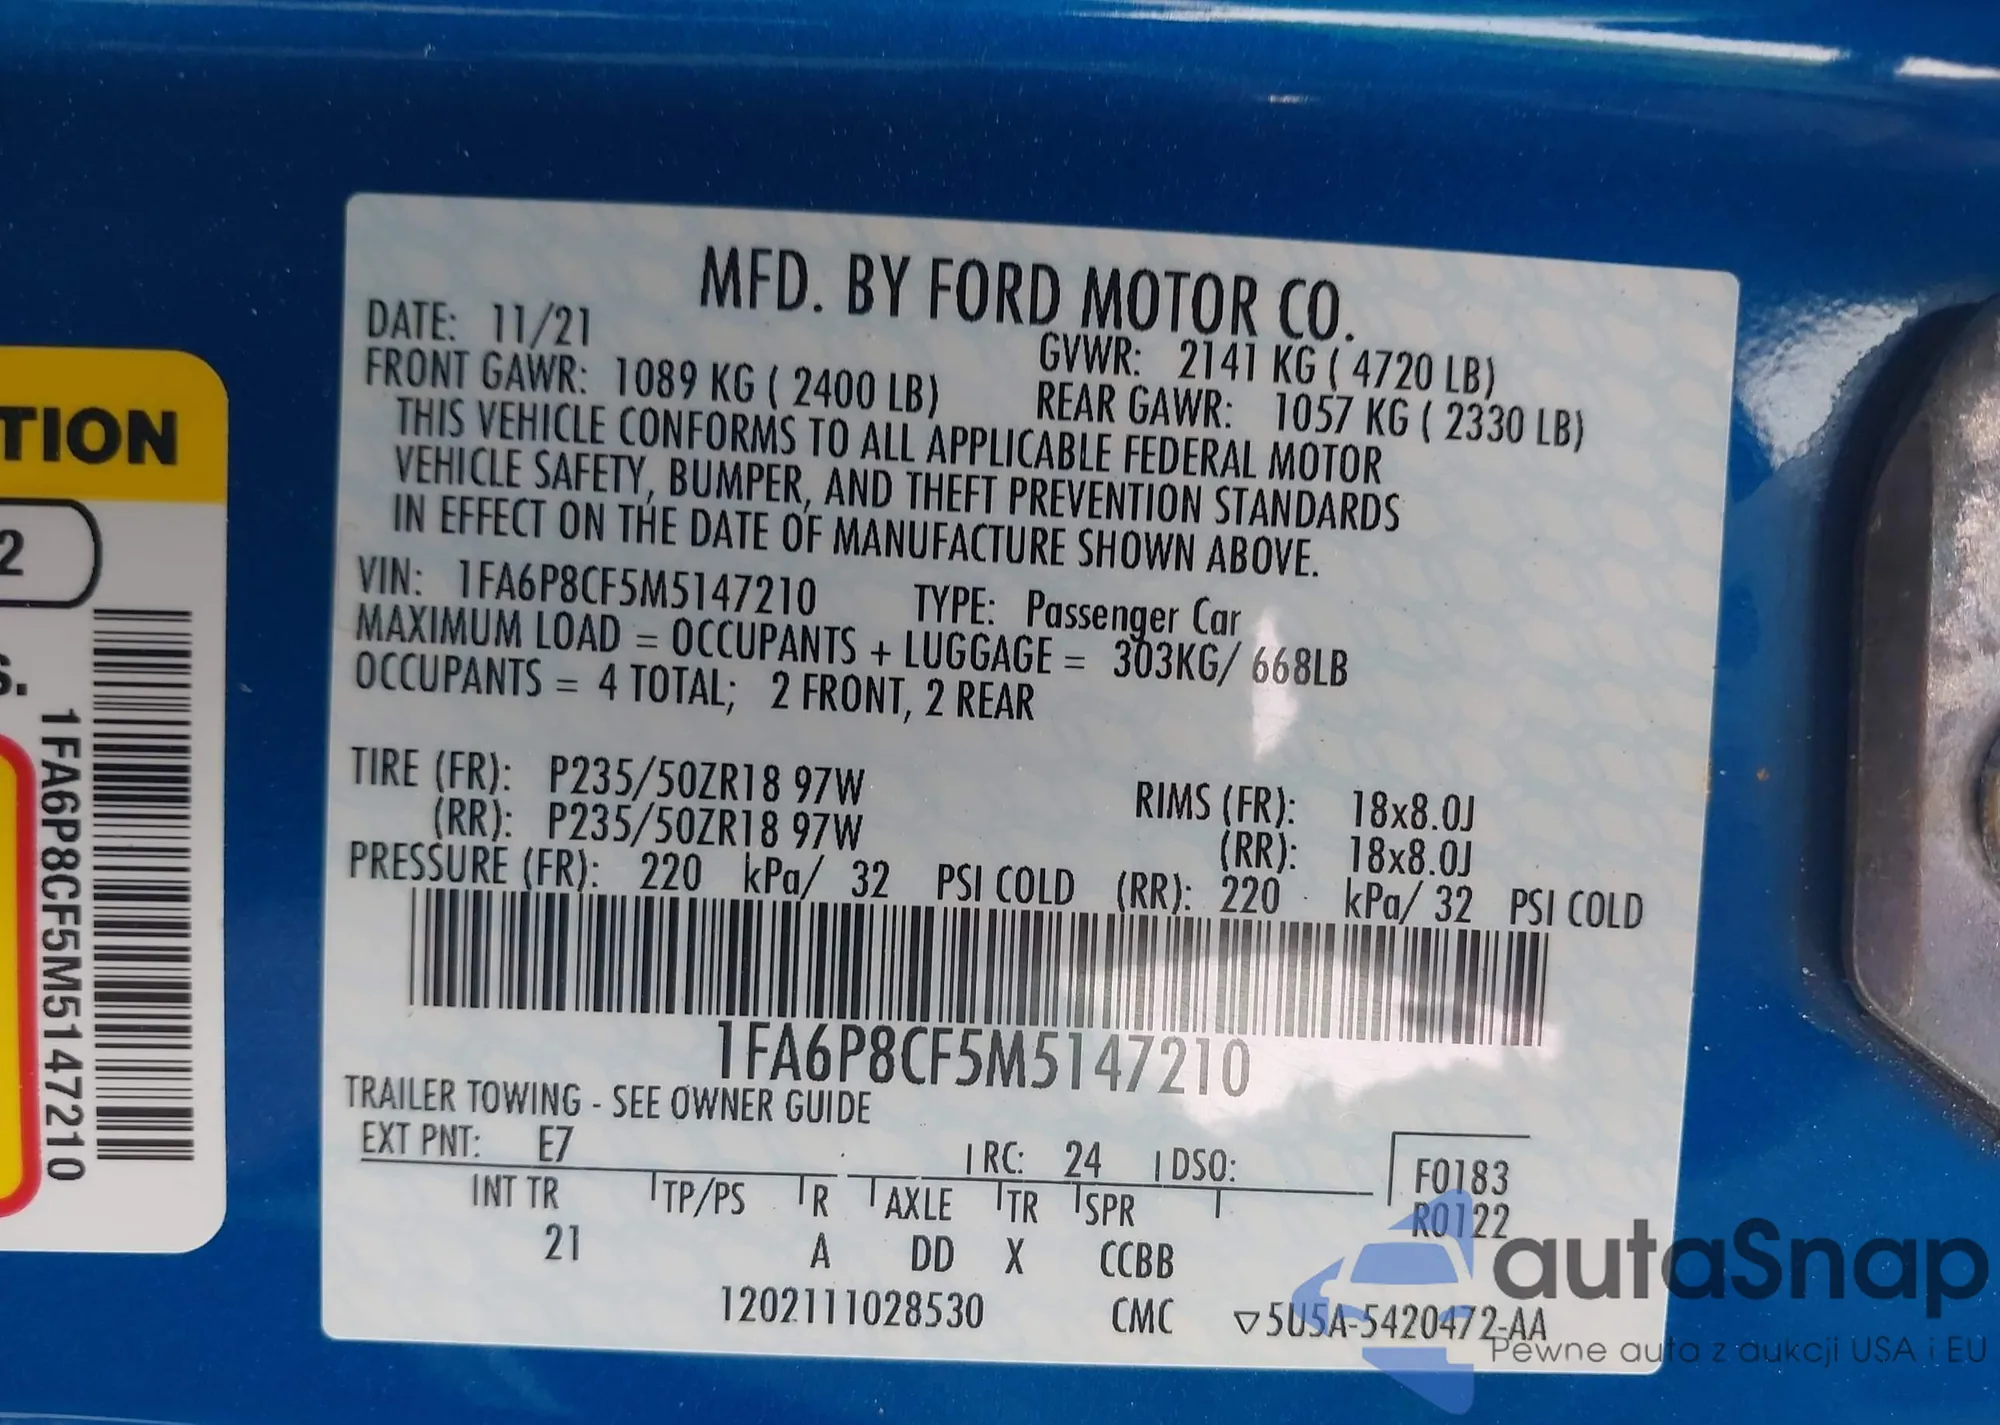 TION
2
S.
1FA6P8CF5M5147210
MFD. BY FORD MOTOR CO.
DATE: 11/21 GVWR: 2141 KG ( 4720 LB)
FRONT GAWR: 1089 KG ( 2400 LB) REAR GAWR: 1057 KG ( 2330 LB)
THIS VEHICLE CONFORMS TO ALL APPLICABLE FEDERAL MOTOR
VEHICLE SAFETY, BUMPER, AND THEFT PREVENTION STANDARDS
IN EFFECT ON THE DATE OF MANUFACTURE SHOWN ABOVE.
VIN: 1FA6P8CF5M5147210 TYPE: Passenger Car
MAXIMUM LOAD = OCCUPANTS + LUGGAGE = 303KG/ 668LB
OCCUPANTS = 4 TOTAL; 2 FRONT, 2 REAR
TIRE (FR): P235/50ZR18 97W RIMS (FR): 18x8.0J
(RR): P235/50ZR18 97W (RR): 18x8.0J
PRESSURE (FR): 220 kPa/ 32 PSI COLD (RR): 220 kPa/ 32 PSI COLD
1FA6P8CF5M5147210
TRAILER TOWING - SEE OWNER GUIDE
EXT PNT: E7 RC: 24 DSO: F0183
INT TR TP/PS R AXLE TR SPR R0122
21 A DD X CCBB
1202111028530 CMC ▽5U5A-5420472-AA
autaSnap
Pewne auta z aukcji USA i EU